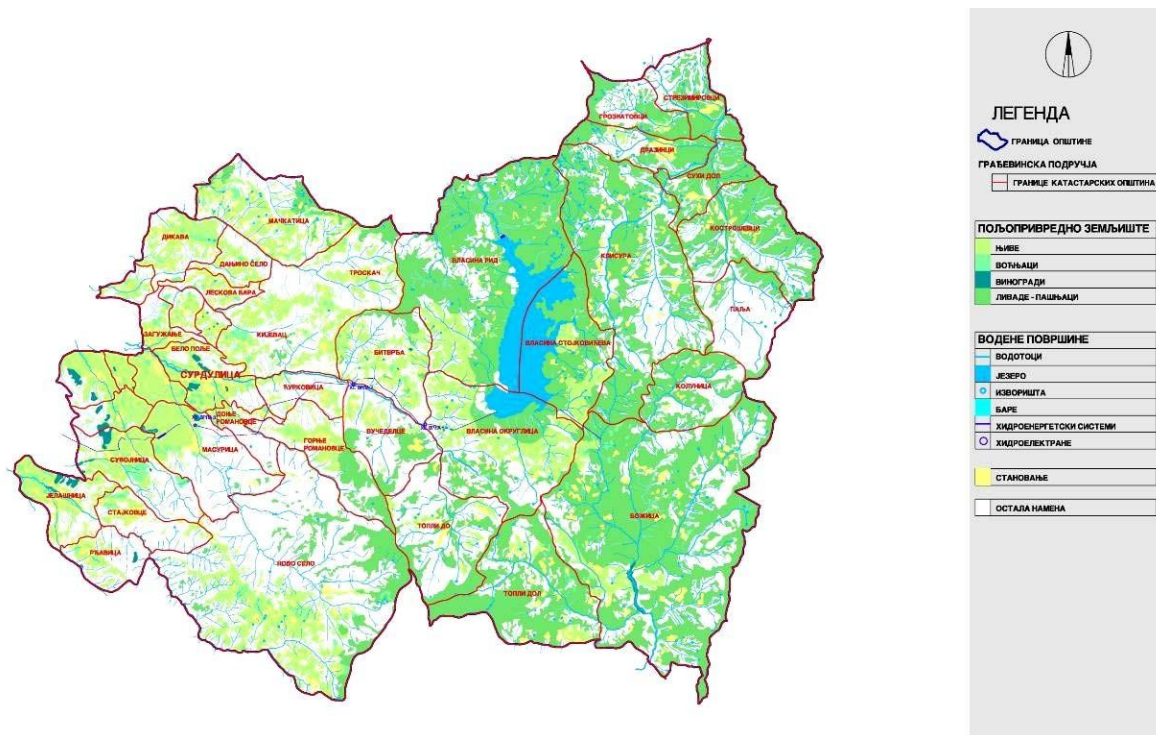 СТРЕЗИМИРОВЦИ
ГРОЗНАТОВЦИ
ДРАЗИНЦИ
СУХИ ДОЛ
МАЧКАТИЦА
КОСТРОШЕВЦИ
ДИКАВА
ДАЊИНО СЕЛО
ТРОСКАЧ
ВЛАСИНА РИД
КЛИСУРА
ЛЕСКОВА БАРА
ПАЉА
ЗАГУЖАЊЕ
КИЈЕВАЦ
БЕЛО ПОЉЕ
БИТВРЂА
ВЛАСИНА СТОЈКОВИЋЕВА
СУРДУЛИЦА
ЋУРКОВИЦА
КОЛУНИЦА
ДОЊЕ
РОМАНОВЦЕ
ВУЧЕДЕЛЦЕ
ВЛАСИНА ОКРУГЛИЦА
ГОРЊЕ
РОМАНОВЦЕ
МАСУРИЦА
СУВОЈНИЦА
ЈЕЛАШНИЦА
СТАЈКОВЦЕ
БОЖИЦА
ТОПЛИ ДО
РЂАВИЦА
НОВО СЕЛО
ТОПЛИ ДОЛ
ЛЕГЕНДА
ГРАНИЦА ОПШТИНЕ
ГРАЂЕВИНСКА ПОДРУЧЈА
ГРАНИЦЕ КАТАСТАРСКИХ ОПШТИНА
ПОЉОПРИВРЕДНО ЗЕМЉИШТЕ
ЊИВЕ
ВОЋЊАЦИ
ВИНОГРАДИ
ЛИВАДЕ - ПАШЊАЦИ
ВОДЕНЕ ПОВРШИНЕ
ВОДОТОЦИ
ЈЕЗЕРО
ИЗВОРИШТА
БАРЕ
ХИДРОЕНЕРГЕТСКИ СИСТЕМИ
ХИДРОЕЛЕКТРАНЕ
СТАНОВАЊЕ
ОСТАЛА НАМЕНА